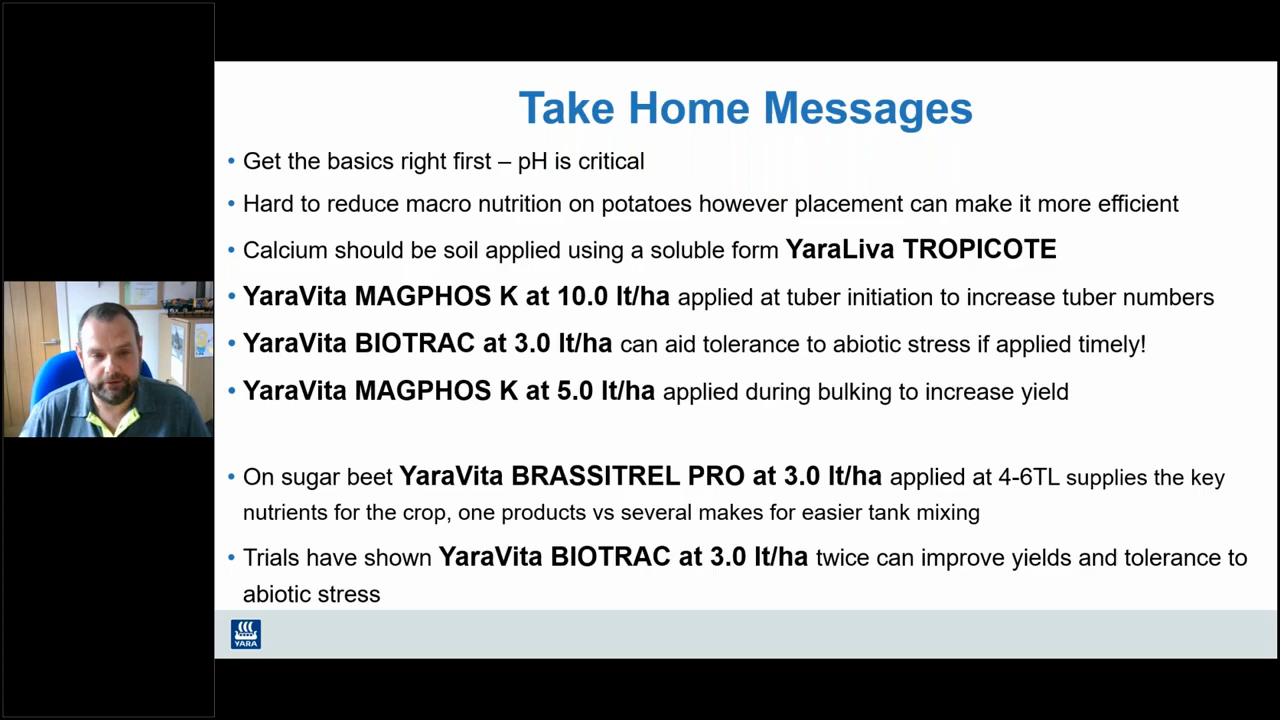 Take Home Messages
• Get the basics right first – pH is critical
• Hard to reduce macro nutrition on potatoes however placement can make it more efficient
• Calcium should be soil applied using a soluble form YaraLiva TROPICOTE
• YaraVita MAGPHOS K at 10.0 lt/ha applied at tuber initiation to increase tuber numbers
• YaraVita BIOTRAC at 3.0 lt/ha can aid tolerance to abiotic stress if applied timely!
• YaraVita MAGPHOS K at 5.0 lt/ha applied during bulking to increase yield
• On sugar beet YaraVita BRASSITREL PRO at 3.0 lt/ha applied at 4-6TL supplies the key
nutrients for the crop, one products vs several makes for easier tank mixing
• Trials have shown YaraVita BIOTRAC at 3.0 lt/ha twice can improve yields and tolerance to
abiotic stress
YARA